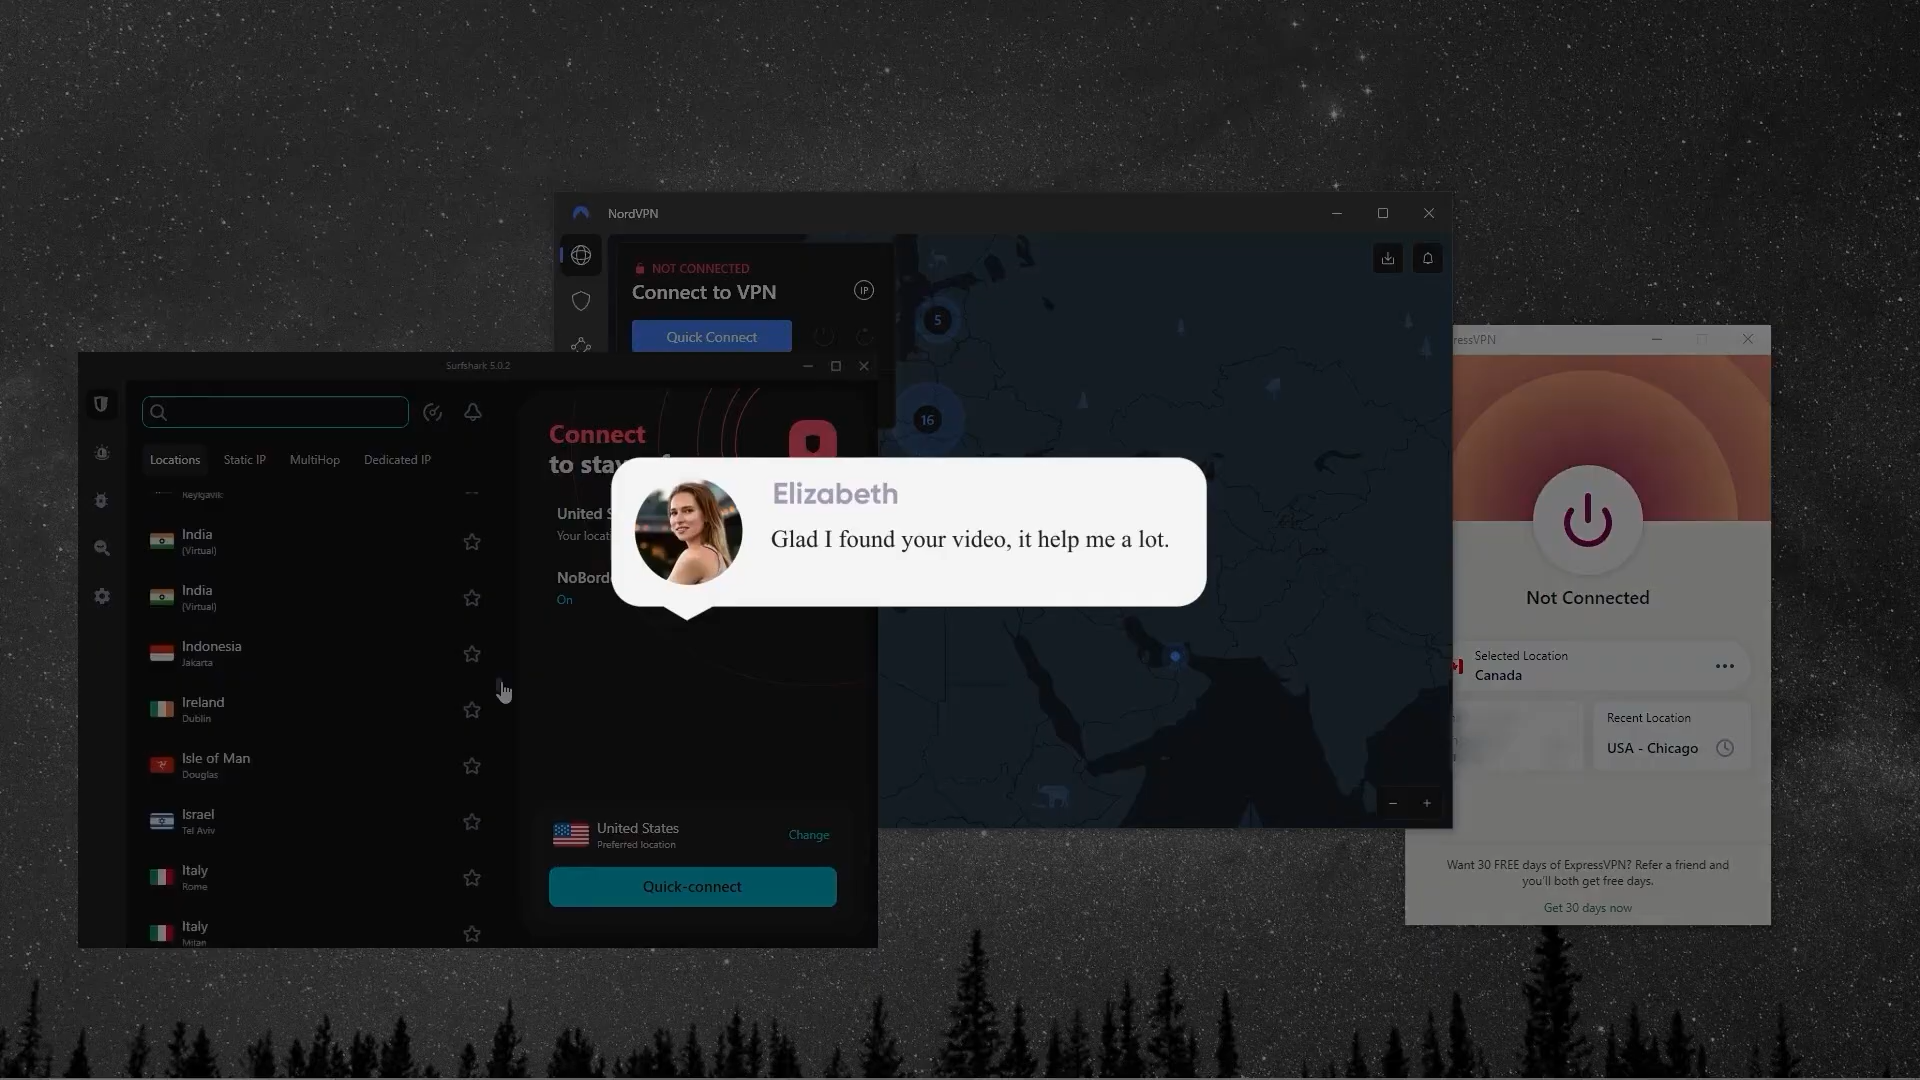 NordVPN
NOT CONNECTED
Connect to VPN
IP
Quick Connect
5
16
Surfshark 5.0.2
Locations
Static IP
MultiHop
Dedicated IP
Reykjavik
India
(Virtual)
India
(Virtual)
Indonesia
Jakarta
Ireland
Dublin
Isle of Man
Douglas
Israel
Tel Aviv
Italy
Rome
Italy
Milan
Connect
to stay
United S
Your locat
NoBord
On
United States
Preferred location
Change
Quick-connect
Elizabeth
Glad I found your video, it help me a lot.
ressVPN
Not Connected
Selected Location
Canada
Recent Location
USA - Chicago
Want 30 FREE days of ExpressVPN? Refer a friend and
you'll both get free days.
Get 30 days now